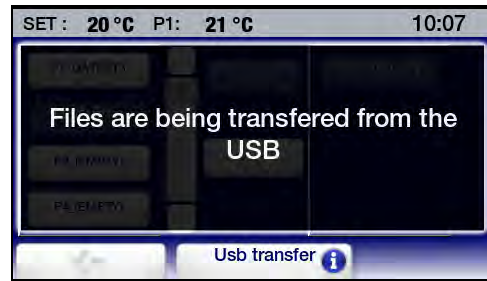 SET : 20 °C P1: 21 °C 10:07
Files are being transfered from the
USB
Usb transfer